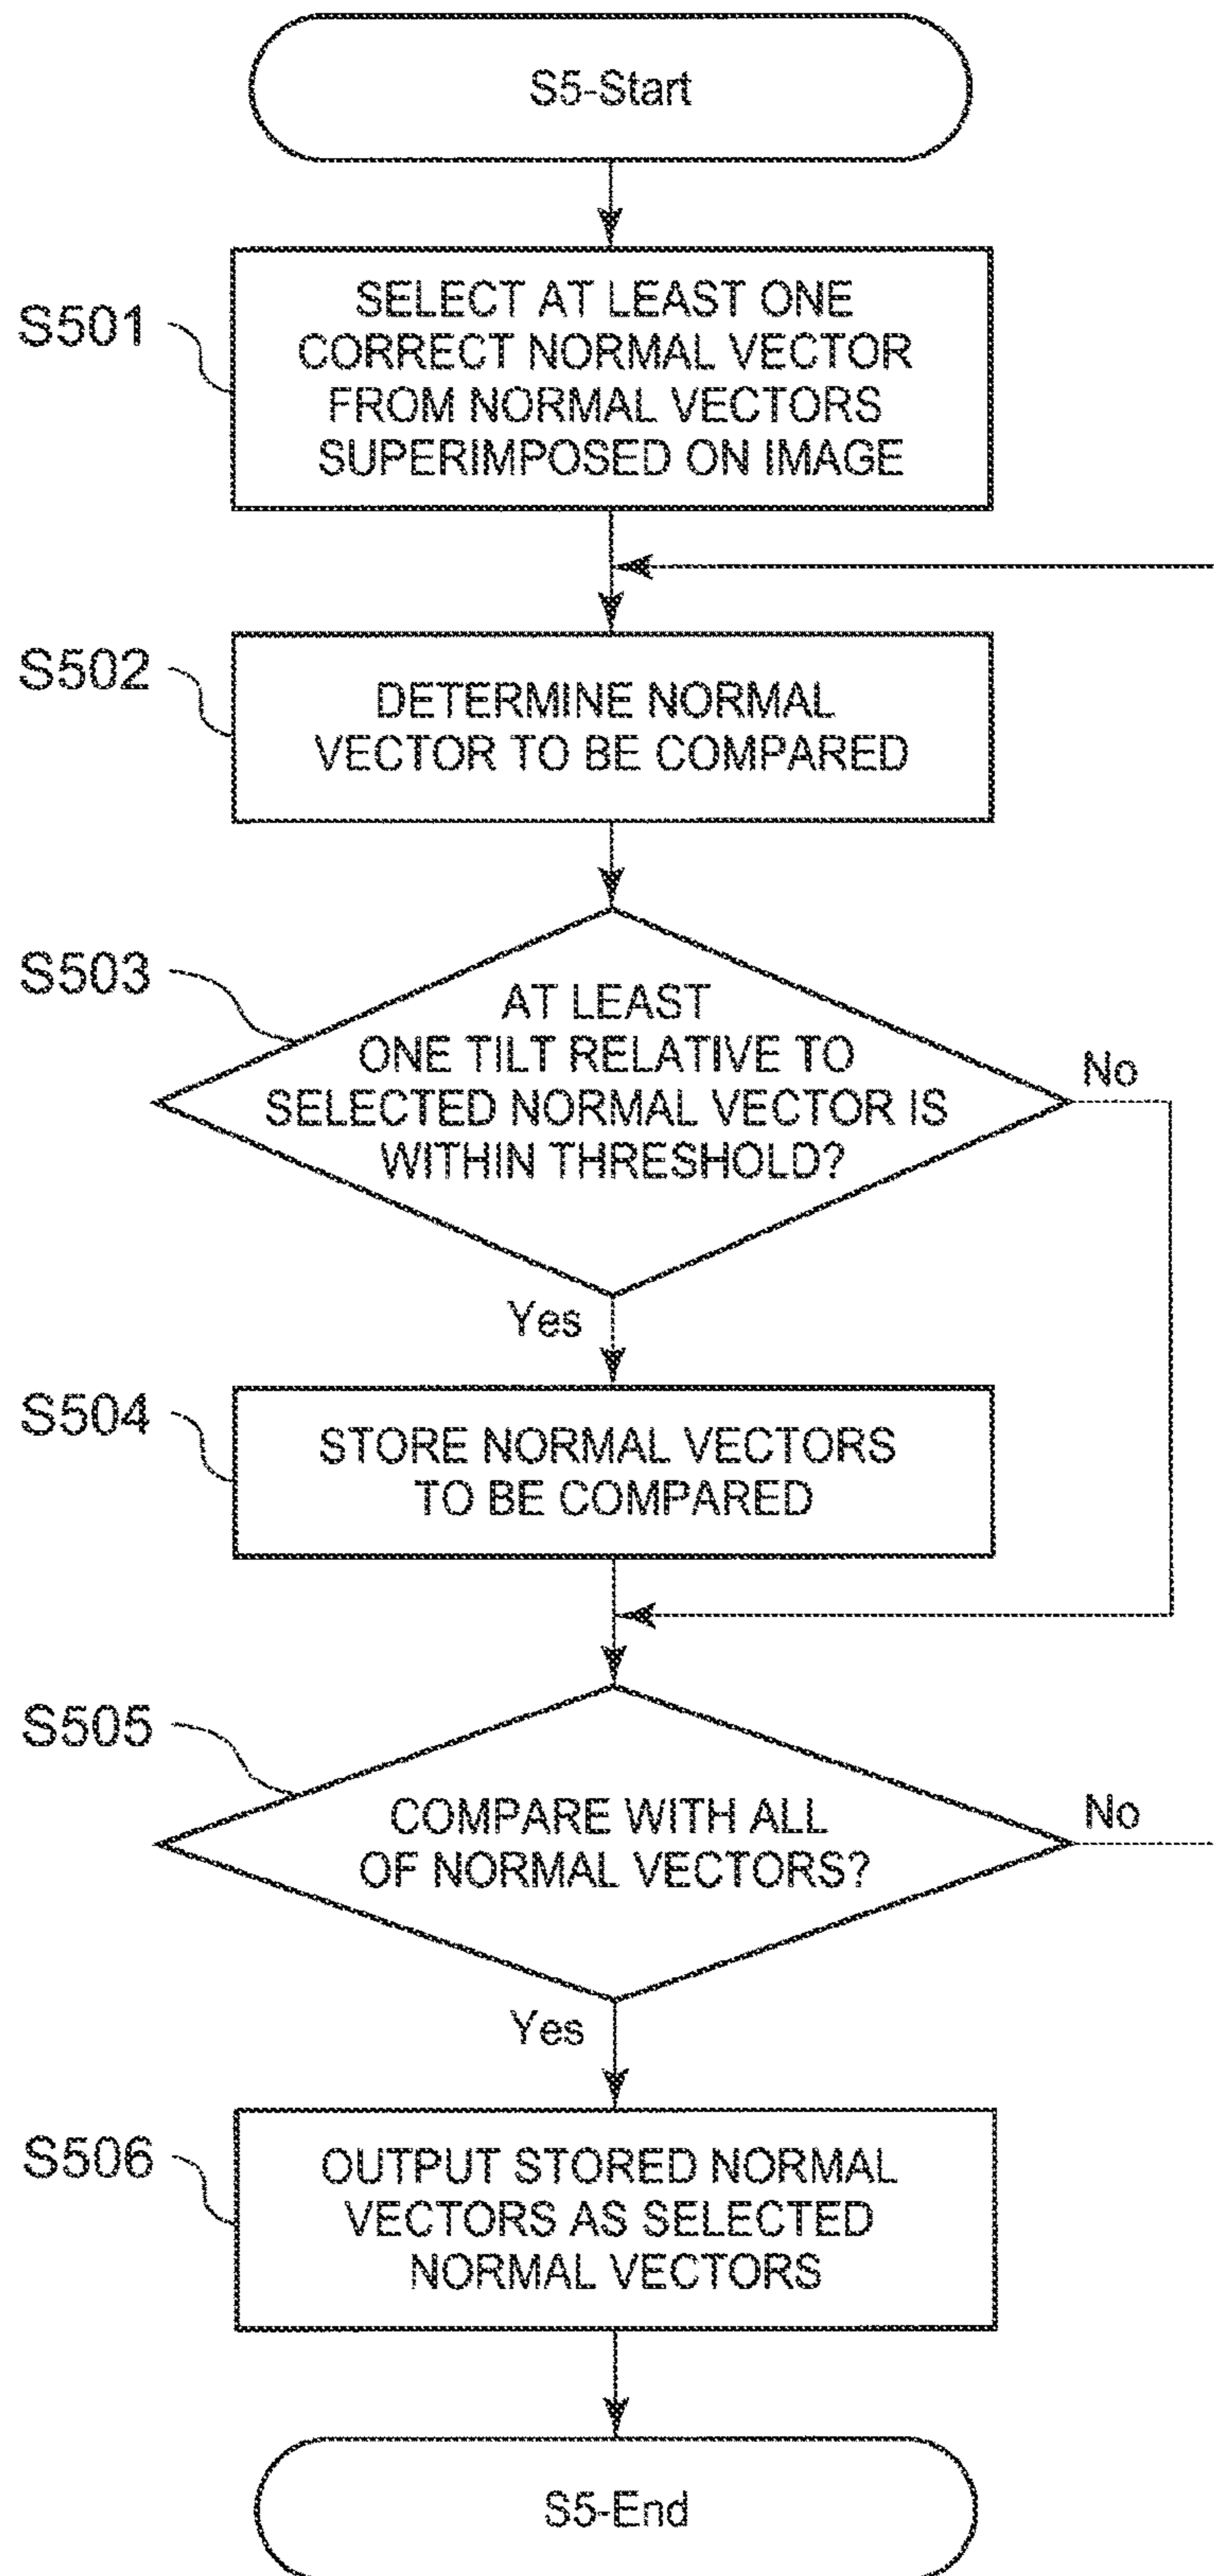 S5-Start
S501
SELECT AT LEAST ONE
CORRECT NORMAL VECTOR
FROM NORMAL VECTORS
SUPERIMPOSED ON IMAGE
S502
DETERMINE NORMAL
VECTOR TO BE COMPARED
S503
AT LEAST
ONE TILT RELATIVE TO
SELECTED NORMAL VECTOR IS
WITHIN THRESHOLD?
No
Yes
S504
STORE NORMAL VECTORS
TO BE COMPARED
S505
COMPARE WITH ALL
OF NORMAL VECTORS?
No
Yes
S506
OUTPUT STORED NORMAL
VECTORS AS SELECTED
NORMAL VECTORS
S5-End